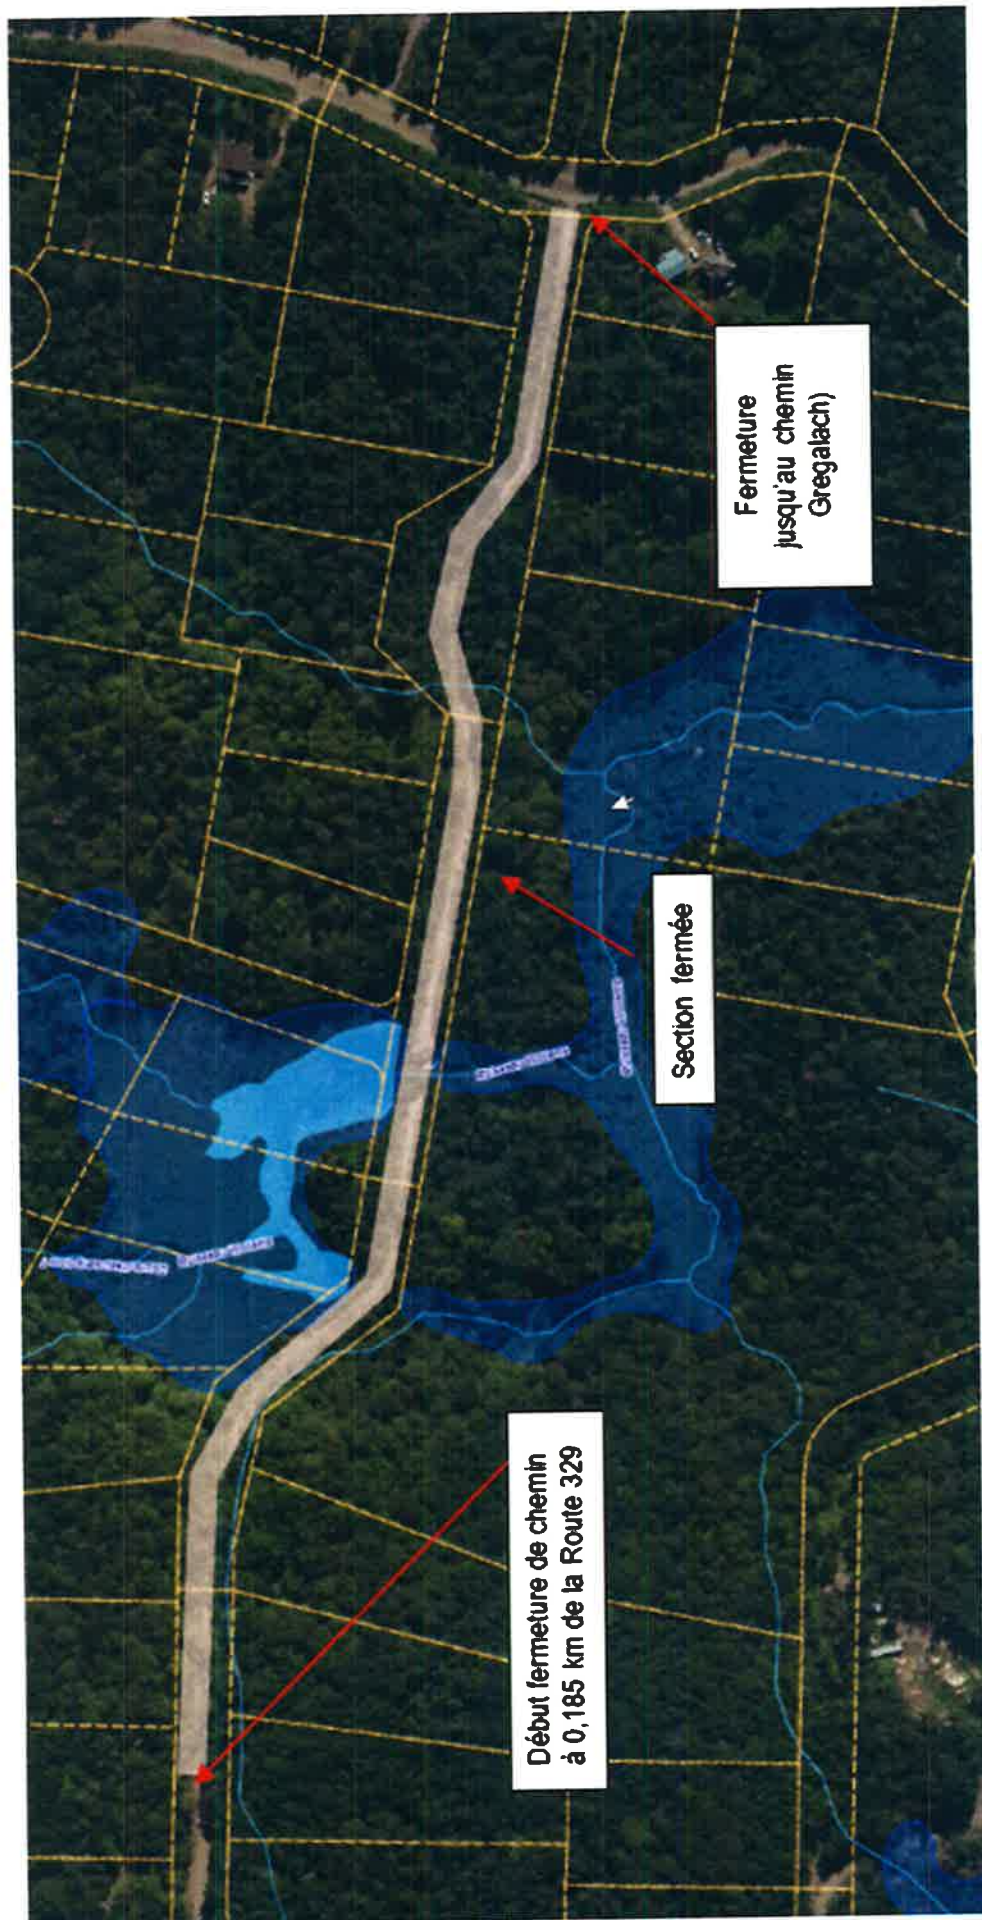 Début fermeture de chemin
à 0,185 km de la Route 329
Section fermée
Fermeture
jusqu'au chemin
Gregalach)